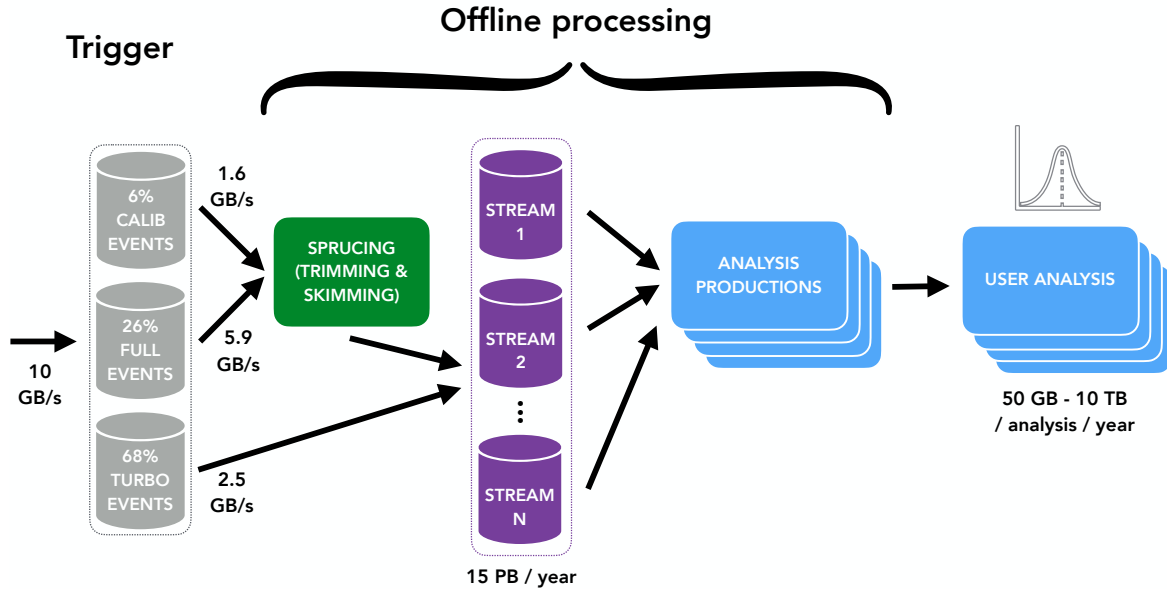 Offline processing
Trigger
6%
CALIB
EVENTS
1.6
GB/s
26%
FULL
EVENTS
10
GB/s
5.9
GB/s
68%
TURBO
EVENTS
2.5
GB/s
SPRUCING
(TRIMMING &
SKIMMING)
STREAM
1
STREAM
2
⋮
STREAM
N
15 PB / year
ANALYSIS
PRODUCTIONS
USER ANALYSIS
50 GB - 10 TB
/ analysis / year